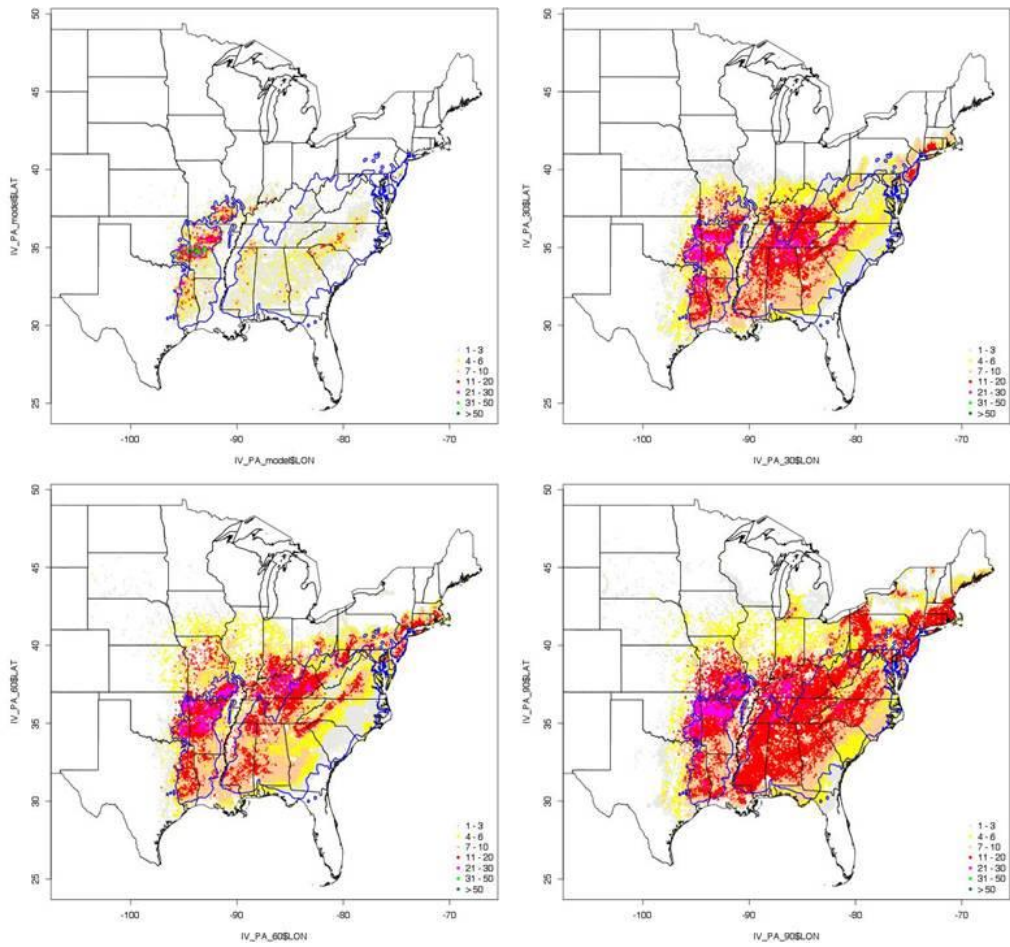 50
45
40
35
30
25
IV_PA_model$LAT
-100
-90
-80
-70
IV_PA_model$LON
1 - 3
4 - 6
7 - 10
11 - 20
21 - 30
31 - 50
> 50
50
45
40
35
30
25
IV_PA_30$LAT
-100
-90
-80
-70
IV_PA_30$LON
1 - 3
4 - 6
7 - 10
11 - 20
21 - 30
31 - 50
> 50
50
45
40
35
30
25
IV_PA_60$LAT
-100
-90
-80
-70
IV_PA_60$LON
1 - 3
4 - 6
7 - 10
11 - 20
21 - 30
31 - 50
> 50
50
45
40
35
30
25
IV_PA_90$LAT
-100
-90
-80
-70
IV_PA_90$LON
1 - 3
4 - 6
7 - 10
11 - 20
21 - 30
31 - 50
> 50